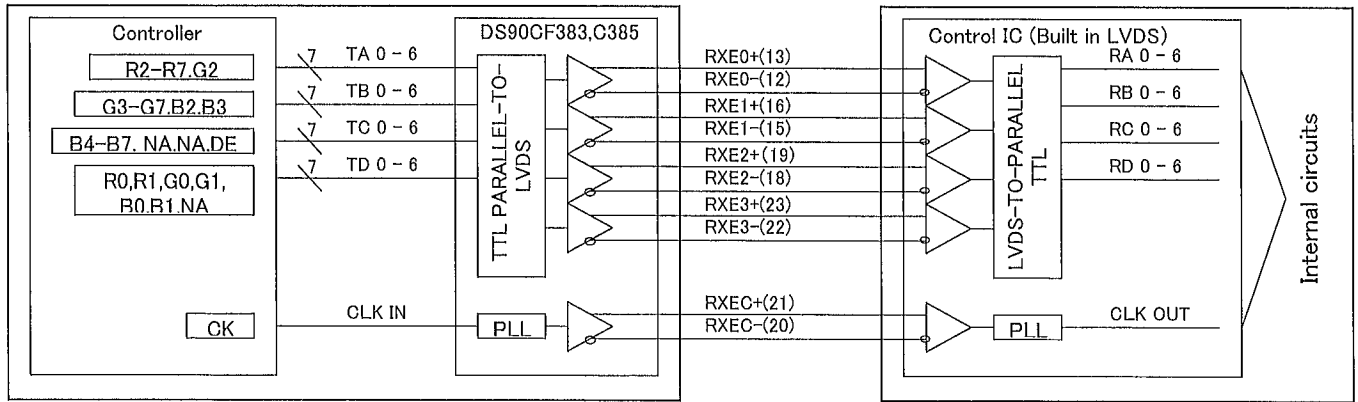 Controller
R2-R7.G2
G3-G7.B2.B3
B4-B7. NA.NA.DE
R0,R1,G0,G1,
B0.B1.NA
CK
7
TA 0 - 6
7
TB 0 - 6
7
TC 0 - 6
7
TD 0 - 6
CLK IN
DS90CF383,C385
TTL PARALLEL-TO-
LVDS
PLL
RXE0+(13)
RXE0-(12)
RXE1+(16)
RXE1-(15)
RXE2+(19)
RXE2-(18)
RXE3+(23)
RXE3-(22)
RXEC+(21)
RXEC-(20)
Control IC (Built in LVDS)
LVDS-TO-PARALLEL
TTL
PLL
RA 0 - 6
RB 0 - 6
RC 0 - 6
RD 0 - 6
CLK OUT
Internal circuits